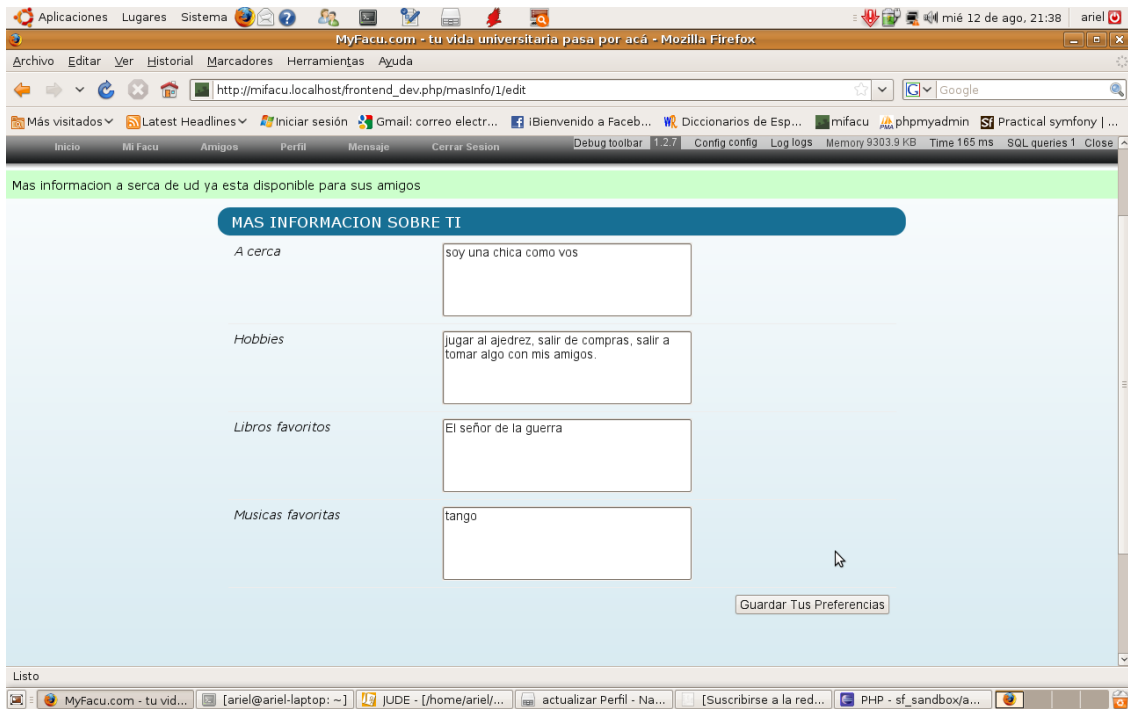 Aplicaciones Lugares Sistema mié 12 de ago, 21:38 ariel
MyFacu.com - tu vida universitaria pasa por acá - Mozilla Firefox
Archivo Editar Ver Historial Marcadores Herramientas Ayuda
http://mifacu.localhost/frontend_dev.php/masInfo/1/edit Google
Más visitados Latest Headlines Iniciar sesión Gmail: correo electr... iBienvenido a Faceb... Diccionarios de Esp... mifacu phpmyadmin Practical symfony | ...
Inicio Mi Facu Amigos Perfil Mensaje Cerrar Sesion Debug toolbar 1.2.7 Config config Log logs Memory 9303.9 KB Time 165 ms SQL queries 1 Close
Mas informacion a serca de ud ya esta disponible para sus amigos
MAS INFORMACION SOBRE TI
A cerca soy una chica como vos
Hobbies jugar al ajedrez, salir de compras, salir a
tomar algo con mis amigos.
Libros favoritos El señor de la guerra
Musicas favoritas tango
Guardar Tus Preferencias
Listo
MyFacu.com - tu vid... [ariel@ariel-laptop: ~] JUDE - [/home/ariel/... actualizar Perfil - Na... [Suscribirse a la red... PHP - sf_sandbox/a...